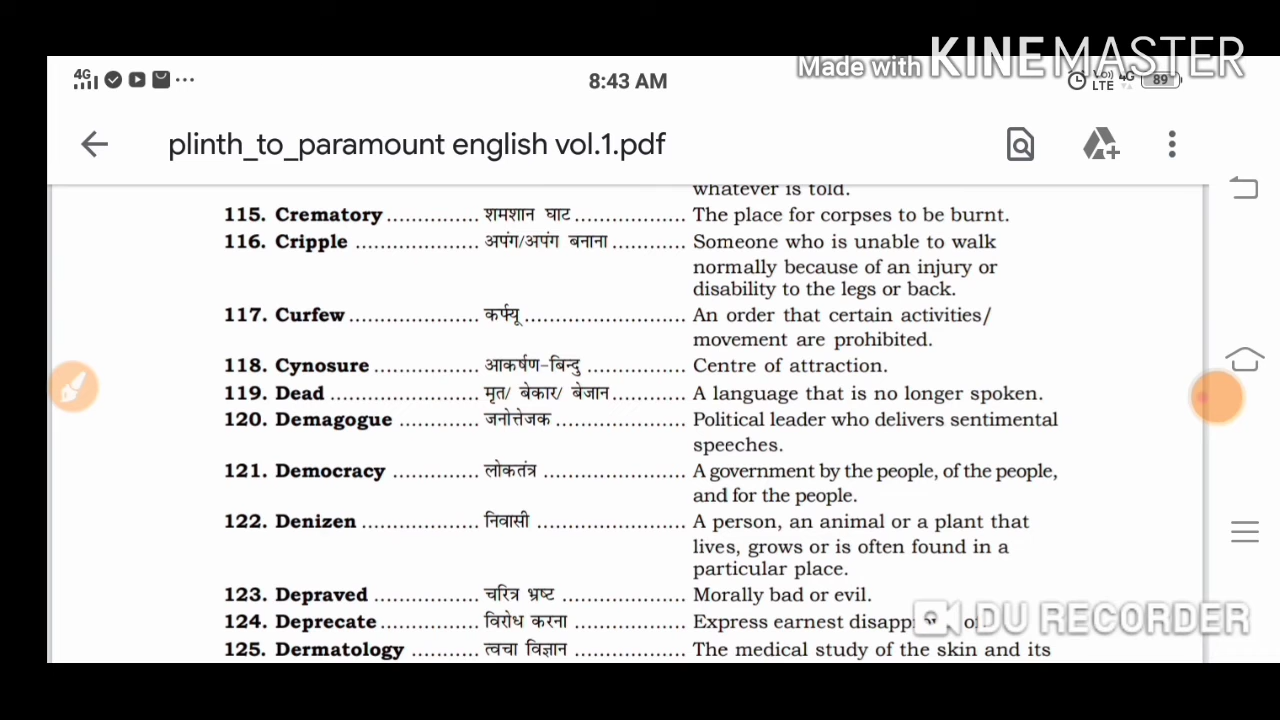 Made with KINEMASTER
4G 8:43 AM VoLTE 4G 89
plinth_to_paramount english vol.1.pdf
whatever is told.
115. Crematory ............... शमशान घाट .................. The place for corpses to be burnt.
116. Cripple .................... अपंग/अपंग बनाना ............ Someone who is unable to walk
normally because of an injury or
disability to the legs or back.
117. Curfew ..................... कर्फ्यू .......................... An order that certain activities/
movement are prohibited.
118. Cynosure ................. आकर्षण-बिन्दु ................ Centre of attraction.
119. Dead ........................ मृत/ बेकार/ बेजान ............ A language that is no longer spoken.
120. Demagogue ............. जनोत्तेजक ..................... Political leader who delivers sentimental
speeches.
121. Democracy .............. लोकतंत्र ....................... A government by the people, of the people,
and for the people.
122. Denizen ................... निवासी ........................ A person, an animal or a plant that
lives, grows or is often found in a
particular place.
123. Depraved ................. चरित्र भ्रष्ट .................... Morally bad or evil.
124. Deprecate ................ विरोध करना ................... Express earnest
DU RECORDER
125. Dermatology ........... त्वचा विज्ञान .................. The medical study of the skin and its